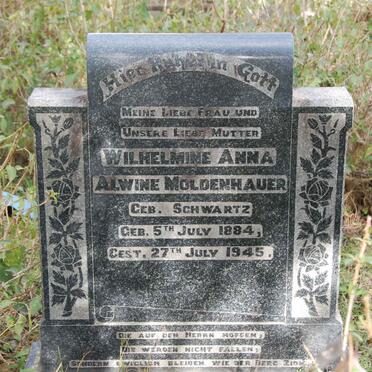 Hier Ruht in Gott
Meine Liebe Frau und
Unsere Liebe Mutter
Wilhelmine Anna
Alwine Moldenhauer
Geb. Schwartz
Geb. 5th July 1884,
Gest. 27th July 1945.
Die auf den Herrn hoffen;
Die werden nicht fallen;
Sondern ewiglich bleiben wie der Berg Zion